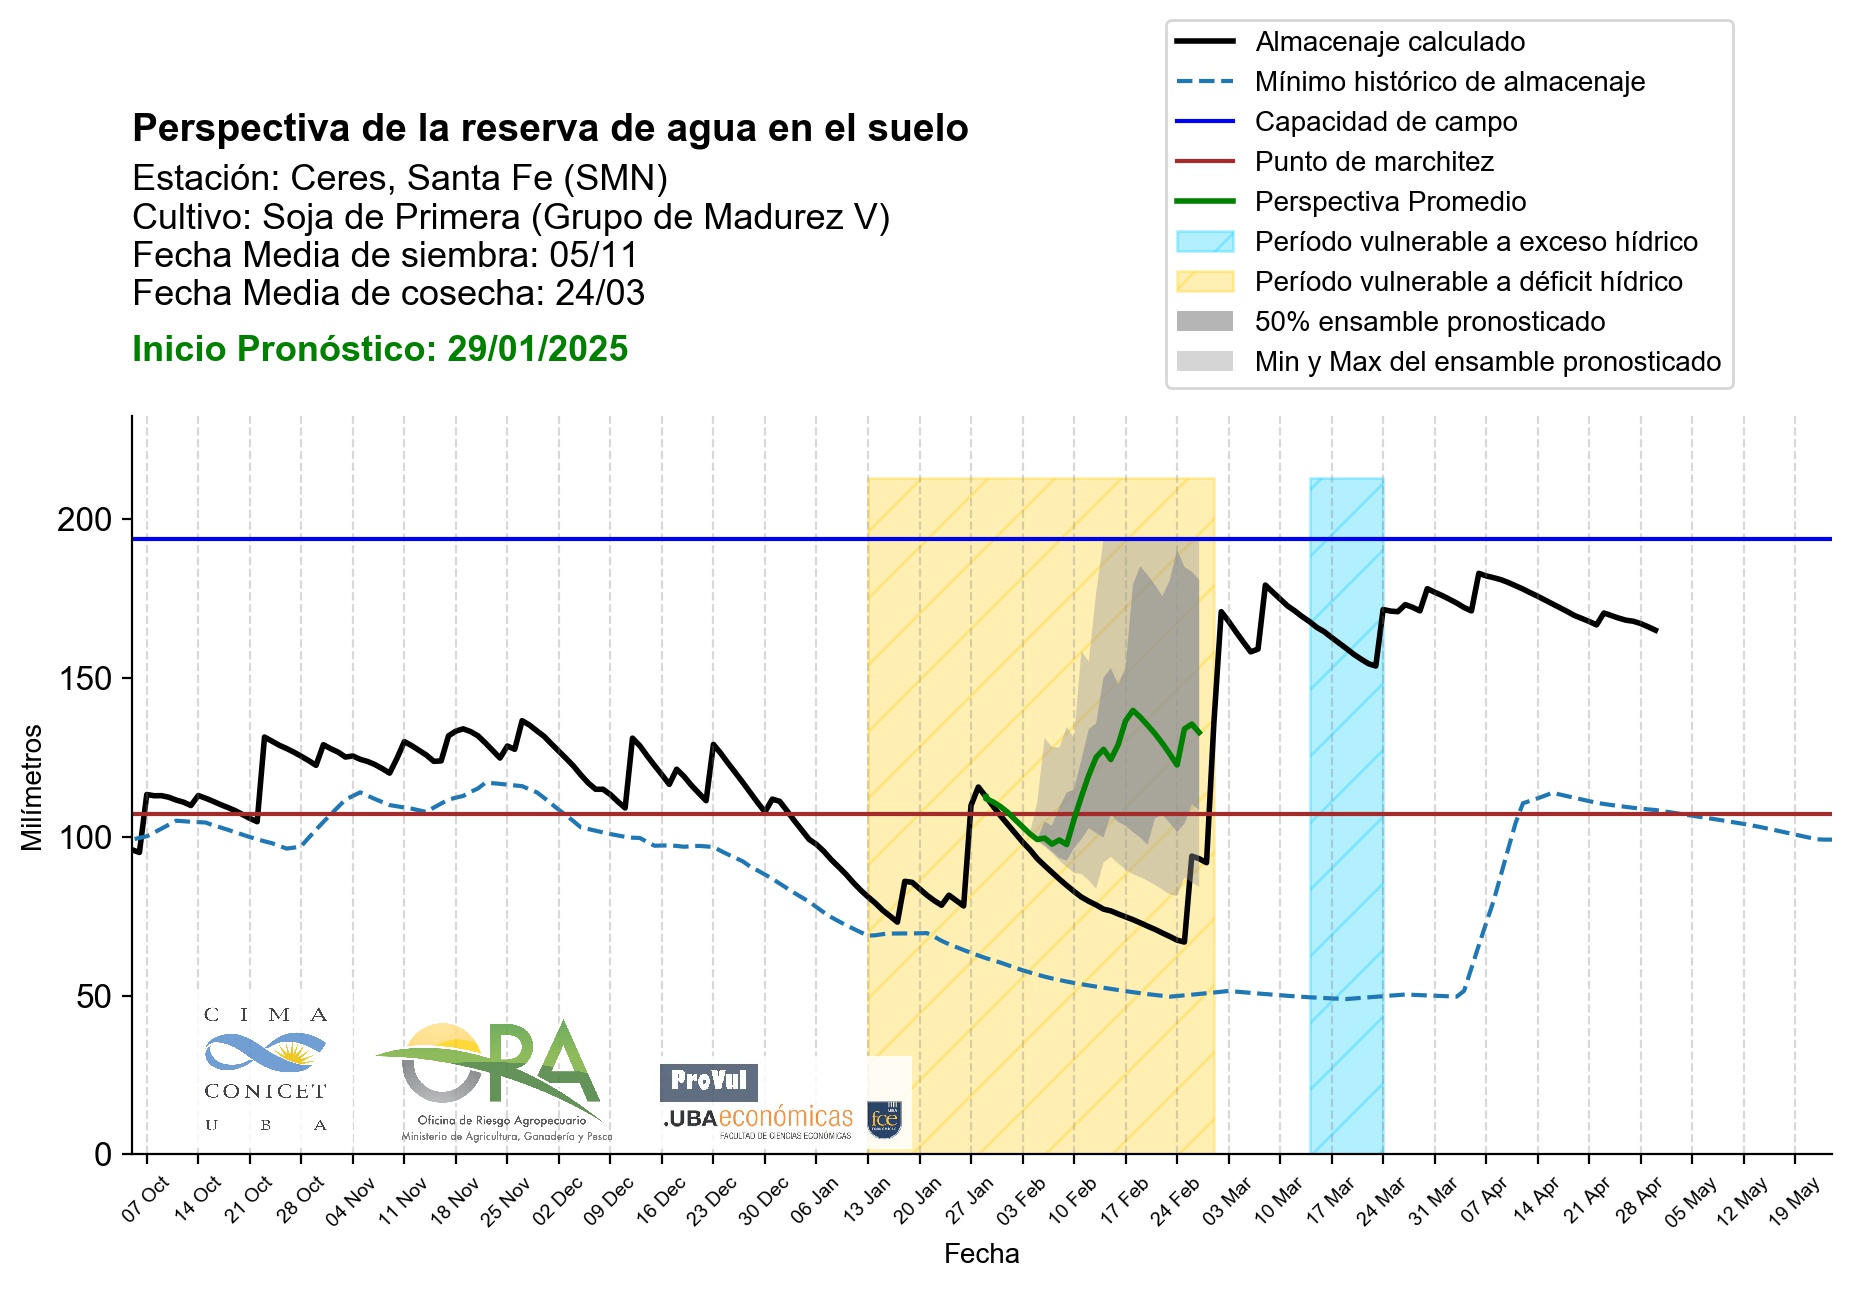 Almacenaje calculado
Mínimo histórico de almacenaje
Capacidad de campo
Punto de marchitez
Perspectiva Promedio
Período vulnerable a exceso hídrico
Período vulnerable a déficit hídrico
50% ensamble pronosticado
Min y Max del ensamble pronosticado
Perspectiva de la reserva de agua en el suelo
Estación: Ceres, Santa Fe (SMN)
Cultivo: Soja de Primera (Grupo de Madurez V)
Fecha Media de siembra: 05/11
Fecha Media de cosecha: 24/03
Inicio Pronóstico: 29/01/2025
Milímetros
200
150
100
50
0
CIMA
CONICET
UBA
ORA
Oficina de Riesgo Agropecuario
Ministerio de Agricultura, Ganadería y Pesca
ProVul
.UBAeconómicas
FACULTAD DE CIENCIAS ECONÓMICAS
UBA
fce
ECONÓMICAS
07 Oct
14 Oct
21 Oct
28 Oct
04 Nov
11 Nov
18 Nov
25 Nov
02 Dec
09 Dec
16 Dec
23 Dec
30 Dec
06 Jan
13 Jan
20 Jan
27 Jan
03 Feb
10 Feb
17 Feb
24 Feb
03 Mar
10 Mar
17 Mar
24 Mar
31 Mar
07 Apr
14 Apr
21 Apr
28 Apr
05 May
12 May
19 May
Fecha